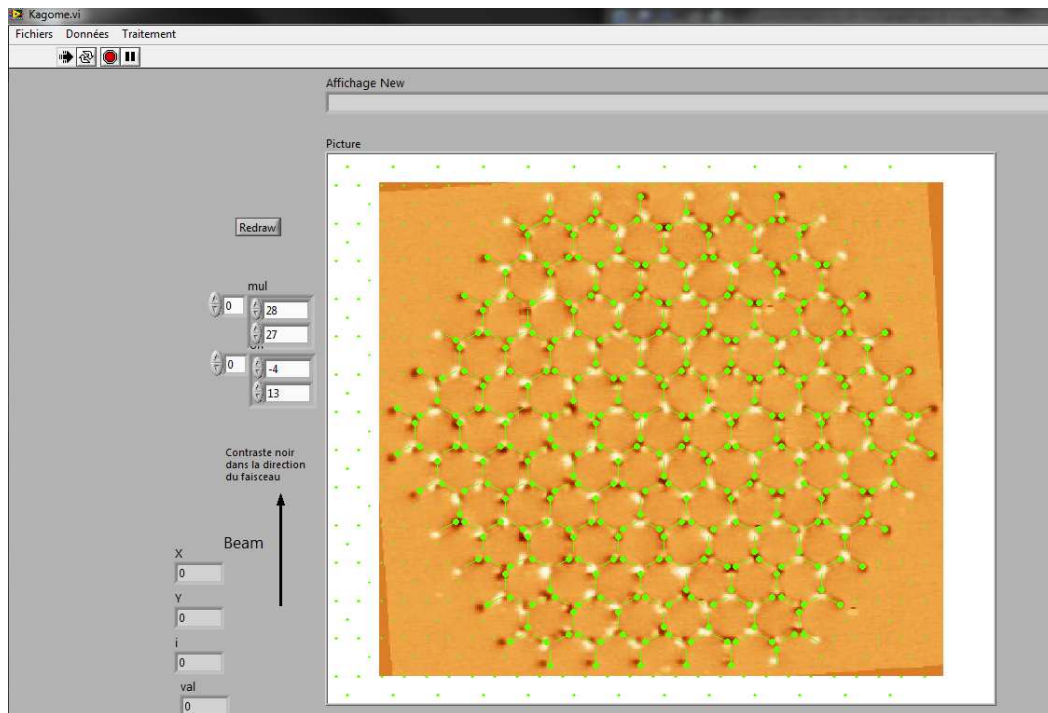 Kagome.vi
Fichiers Données Traitement
Affichage New
Picture
Redraw
mul
0
28
27
0
-4
13
Contraste noir
dans la direction
du faisceau
Beam
X
0
Y
0
i
0
val
0